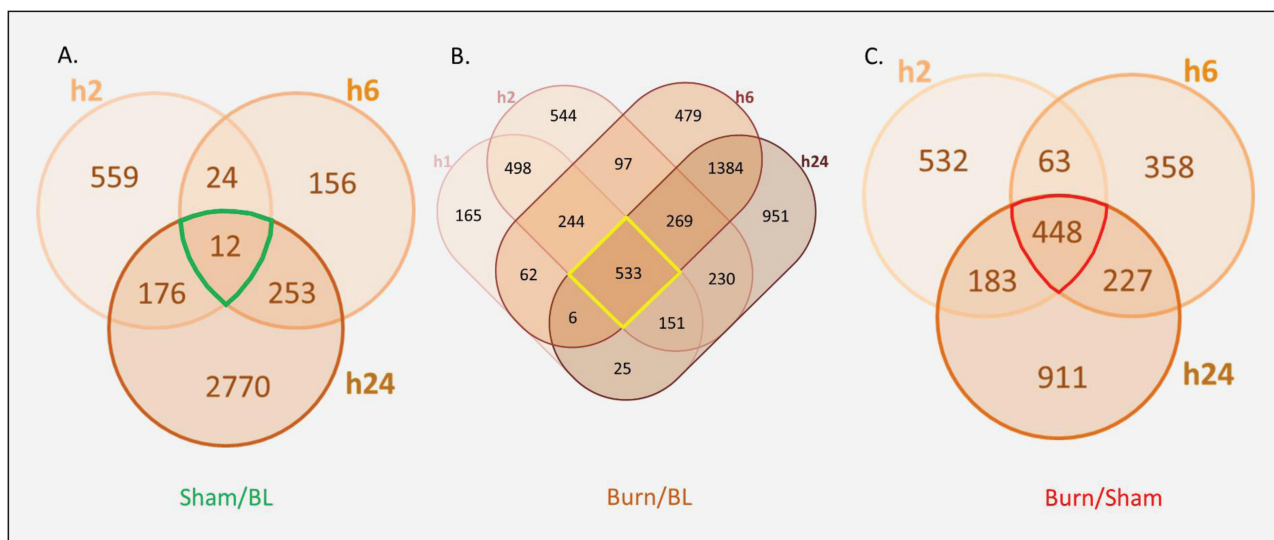 A.
h2
h6
559
24
156
12
176
253
2770
h24
Sham/BL
B.
h2
h6
h1
h24
544
479
498
97
1384
165
244
269
951
62
533
230
6
151
25
Burn/BL
C.
h2
h6
532
63
358
448
183
227
911
h24
Burn/Sham